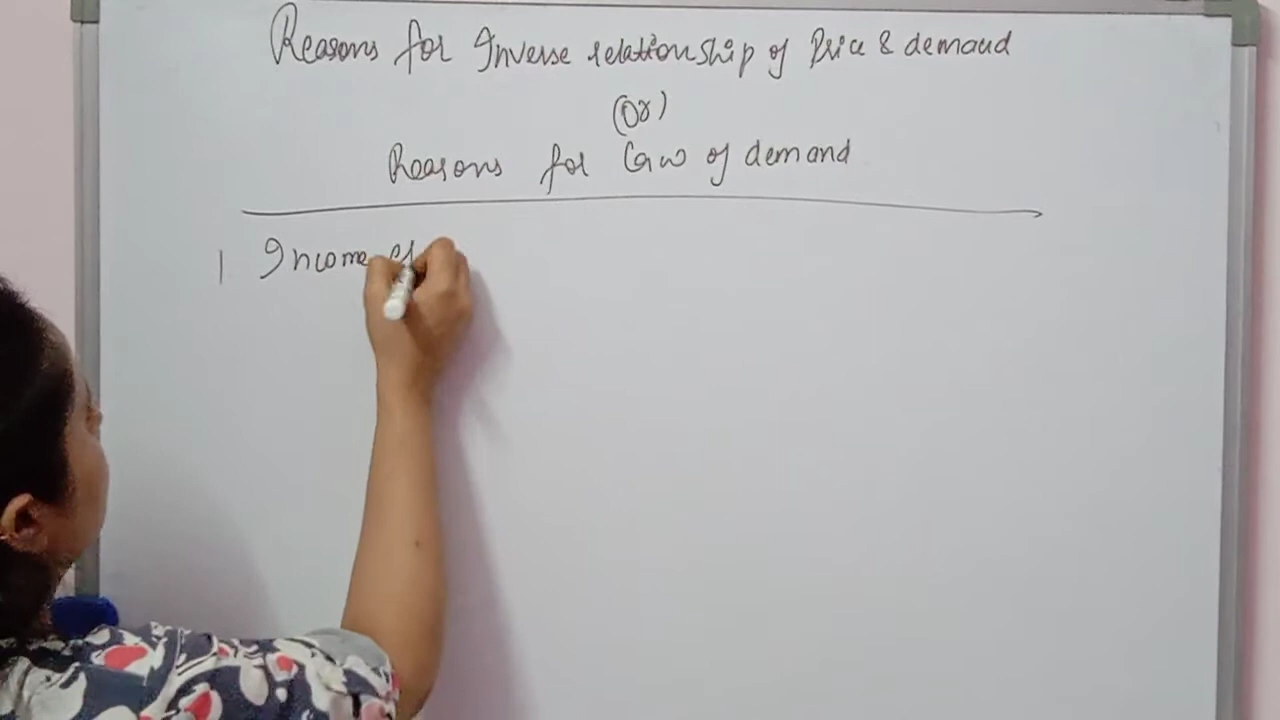 Reasons for Inverse relationship of Price & demand
(Or)
Reasons for Law of demand
1 Income